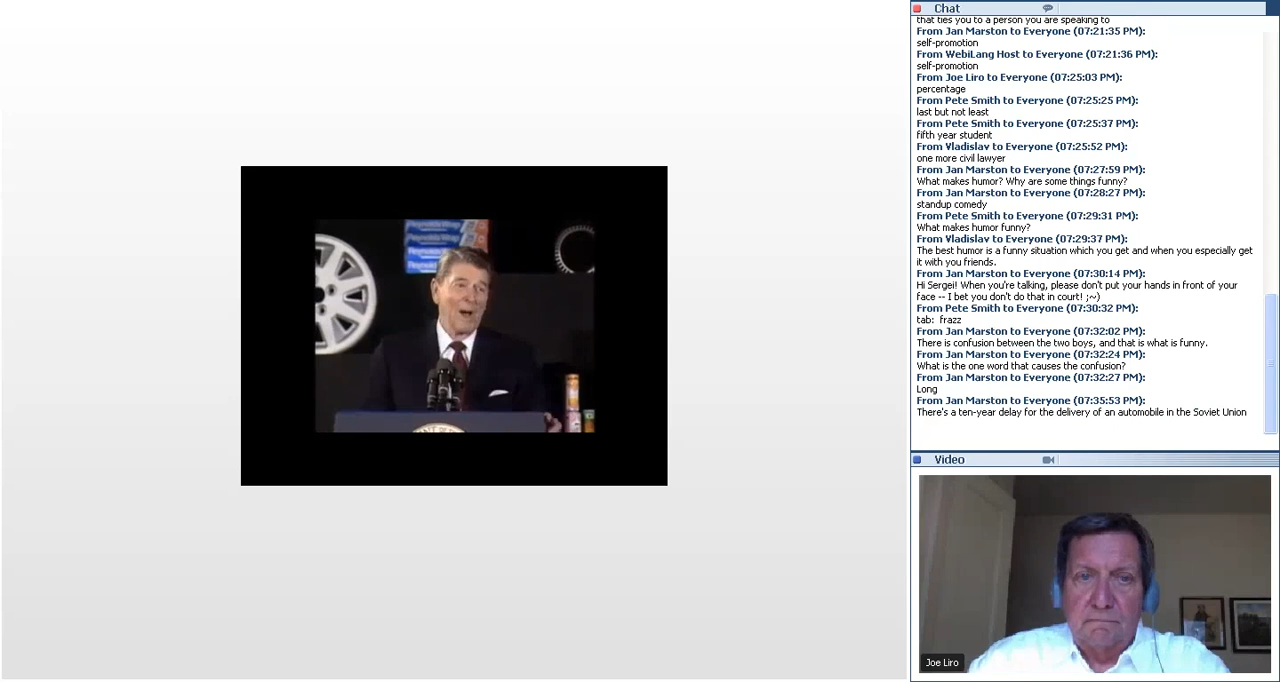 Chat
that ties you to a person you are speaking to
From Jan Marston to Everyone (07:21:35 PM):
self-promotion
From WebiLang Host to Everyone (07:21:36 PM):
self-promotion
From Joe Liro to Everyone (07:25:03 PM):
percentage
From Pete Smith to Everyone (07:25:25 PM):
last but not least
From Pete Smith to Everyone (07:25:37 PM):
fifth year student
From Vladislav to Everyone (07:25:52 PM):
one more civil lawyer
From Jan Marston to Everyone (07:27:59 PM):
What makes humor? Why are some things funny?
From Jan Marston to Everyone (07:28:27 PM):
standup comedy
From Pete Smith to Everyone (07:29:31 PM):
What makes humor funny?
From Vladislav to Everyone (07:29:37 PM):
The best humor is a funny situation which you get and when you especially get
it with you friends.
From Jan Marston to Everyone (07:30:14 PM):
Hi Sergei! When you're talking, please don't put your hands in front of your
face -- I bet you don't do that in court! ;~)
From Pete Smith to Everyone (07:30:32 PM):
tab: frazz
From Jan Marston to Everyone (07:32:02 PM):
There is confusion between the two boys, and that is what is funny.
From Jan Marston to Everyone (07:32:24 PM):
What is the one word that causes the confusion?
From Jan Marston to Everyone (07:32:27 PM):
Long
From Jan Marston to Everyone (07:35:53 PM):
There's a ten-year delay for the delivery of an automobile in the Soviet Union
Video
Joe Liro